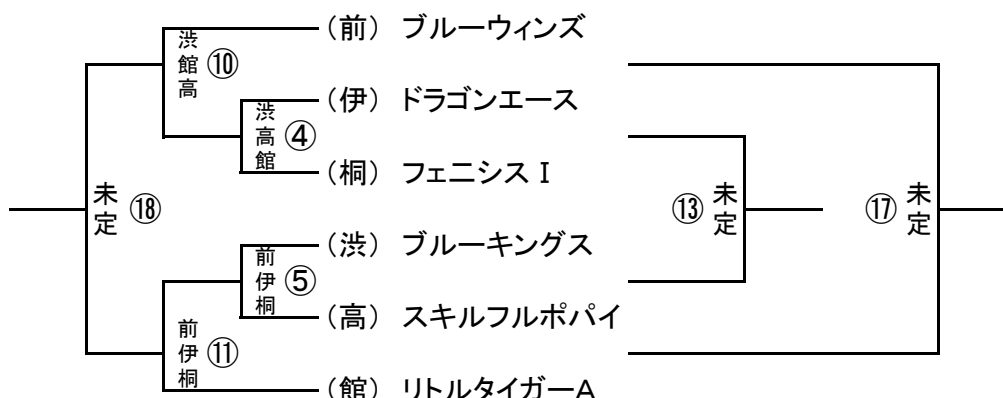 (前) ブルーウィンズ
渋館高 ⑩
(伊) ドラゴンエース
渋高館 ④
(桐) フェニシス I
未定 ⑱
⑬ 未定
⑰ 未定
(渋) ブルーキングス
前伊桐 ⑤
(高) スキルフルポパイ
前伊桐 ⑪
(館) リトルタイガーA